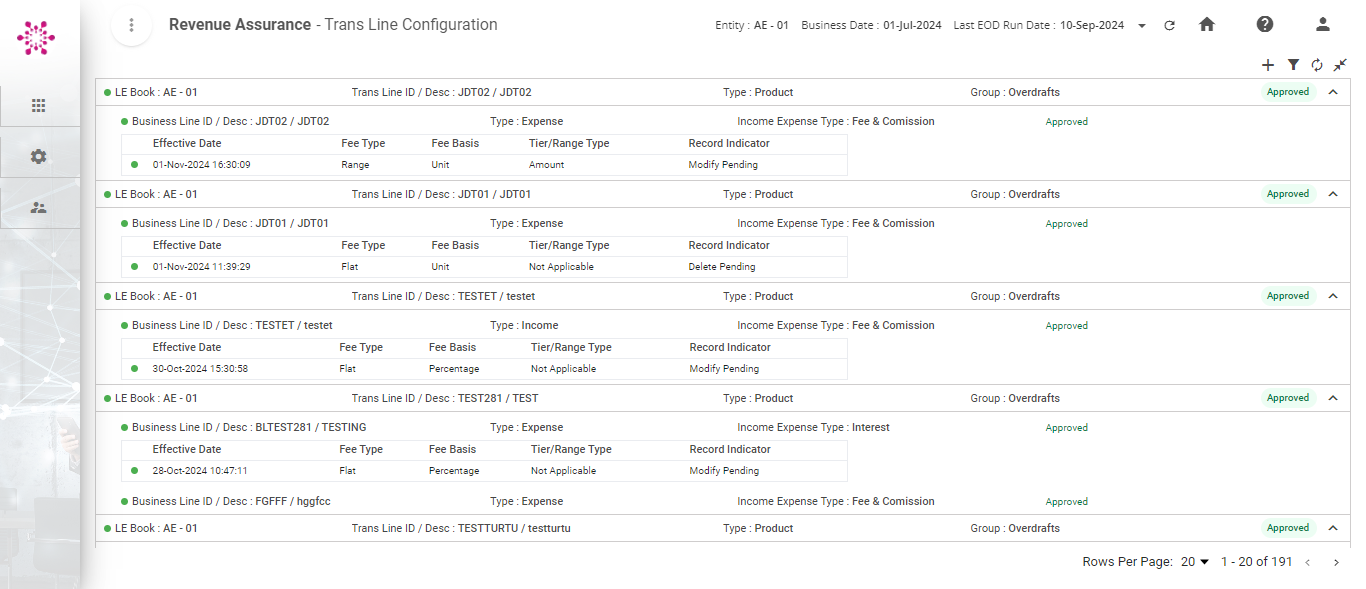 Revenue Assurance - Trans Line Configuration Entity : AE - 01 Business Date : 01-Jul-2024 Last EOD Run Date : 10-Sep-2024
LE Book : AE - 01 Trans Line ID / Desc : JDT02 / JDT02 Type : Product Group : Overdrafts Approved
Business Line ID / Desc : JDT02 / JDT02 Type : Expense Income Expense Type : Fee & Comission Approved
Effective Date Fee Type Fee Basis Tier/Range Type Record Indicator
01-Nov-2024 16:30:09 Range Unit Amount Modify Pending
LE Book : AE - 01 Trans Line ID / Desc : JDT01 / JDT01 Type : Product Group : Overdrafts Approved
Business Line ID / Desc : JDT01 / JDT01 Type : Expense Income Expense Type : Fee & Comission Approved
Effective Date Fee Type Fee Basis Tier/Range Type Record Indicator
01-Nov-2024 11:39:29 Flat Unit Not Applicable Delete Pending
LE Book : AE - 01 Trans Line ID / Desc : TESTET / testet Type : Product Group : Overdrafts Approved
Business Line ID / Desc : TESTET / testet Type : Income Income Expense Type : Fee & Comission Approved
Effective Date Fee Type Fee Basis Tier/Range Type Record Indicator
30-Oct-2024 15:30:58 Flat Percentage Not Applicable Modify Pending
LE Book : AE - 01 Trans Line ID / Desc : TEST281 / TEST Type : Product Group : Overdrafts Approved
Business Line ID / Desc : BLTEST281 / TESTING Type : Expense Income Expense Type : Interest Approved
Effective Date Fee Type Fee Basis Tier/Range Type Record Indicator
28-Oct-2024 10:47:11 Flat Percentage Not Applicable Modify Pending
Business Line ID / Desc : FGFFF / hggfcc Type : Expense Income Expense Type : Fee & Comission Approved
LE Book : AE - 01 Trans Line ID / Desc : TESTTURTU / testturtu Type : Product Group : Overdrafts Approved
Rows Per Page: 20 1 - 20 of 191